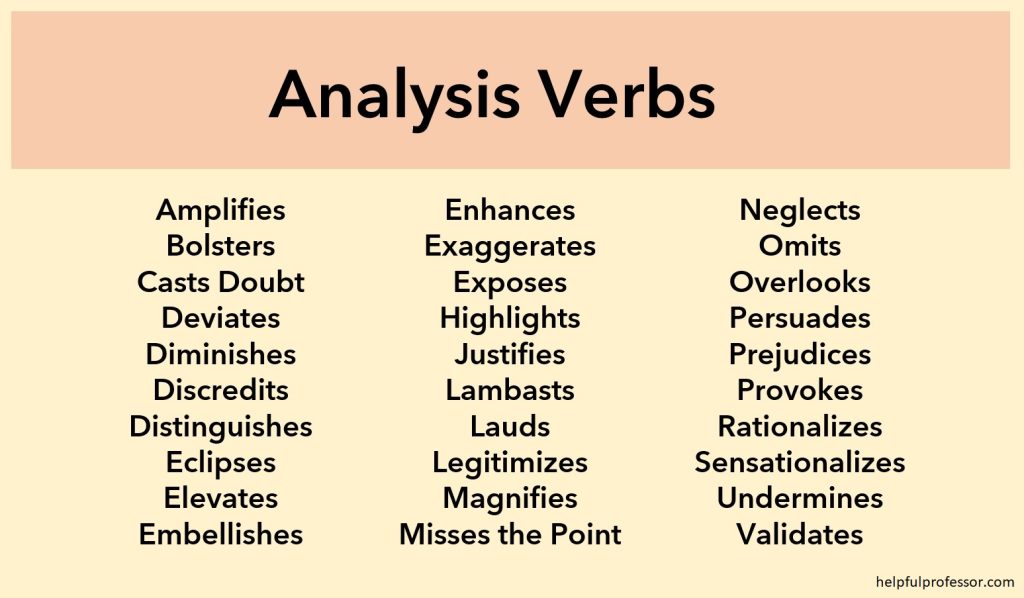 Analysis Verbs
Amplifies
Bolsters
Casts Doubt
Deviates
Diminishes
Discredits
Distinguishes
Eclipses
Elevates
Embellishes
Enhances
Exaggerates
Exposes
Highlights
Justifies
Lambasts
Lauds
Legitimizes
Magnifies
Misses the Point
Neglects
Omits
Overlooks
Persuades
Prejudices
Provokes
Rationalizes
Sensationalizes
Undermines
Validates
helpfulprofessor.com